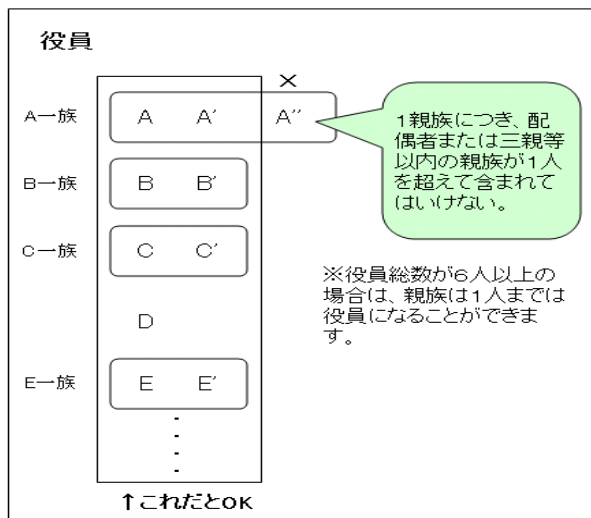 役員
×
A一族 A A′ A″
1親族につき、配
偶者または三親等
以内の親族が1人
を超えて含まれて
はいけない。
B一族 B B′
C一族 C C′
※役員総数が6人以上の
場合は、親族は1人までは
役員になることができま
す。
D
E一族 E E′
↑これだとOK